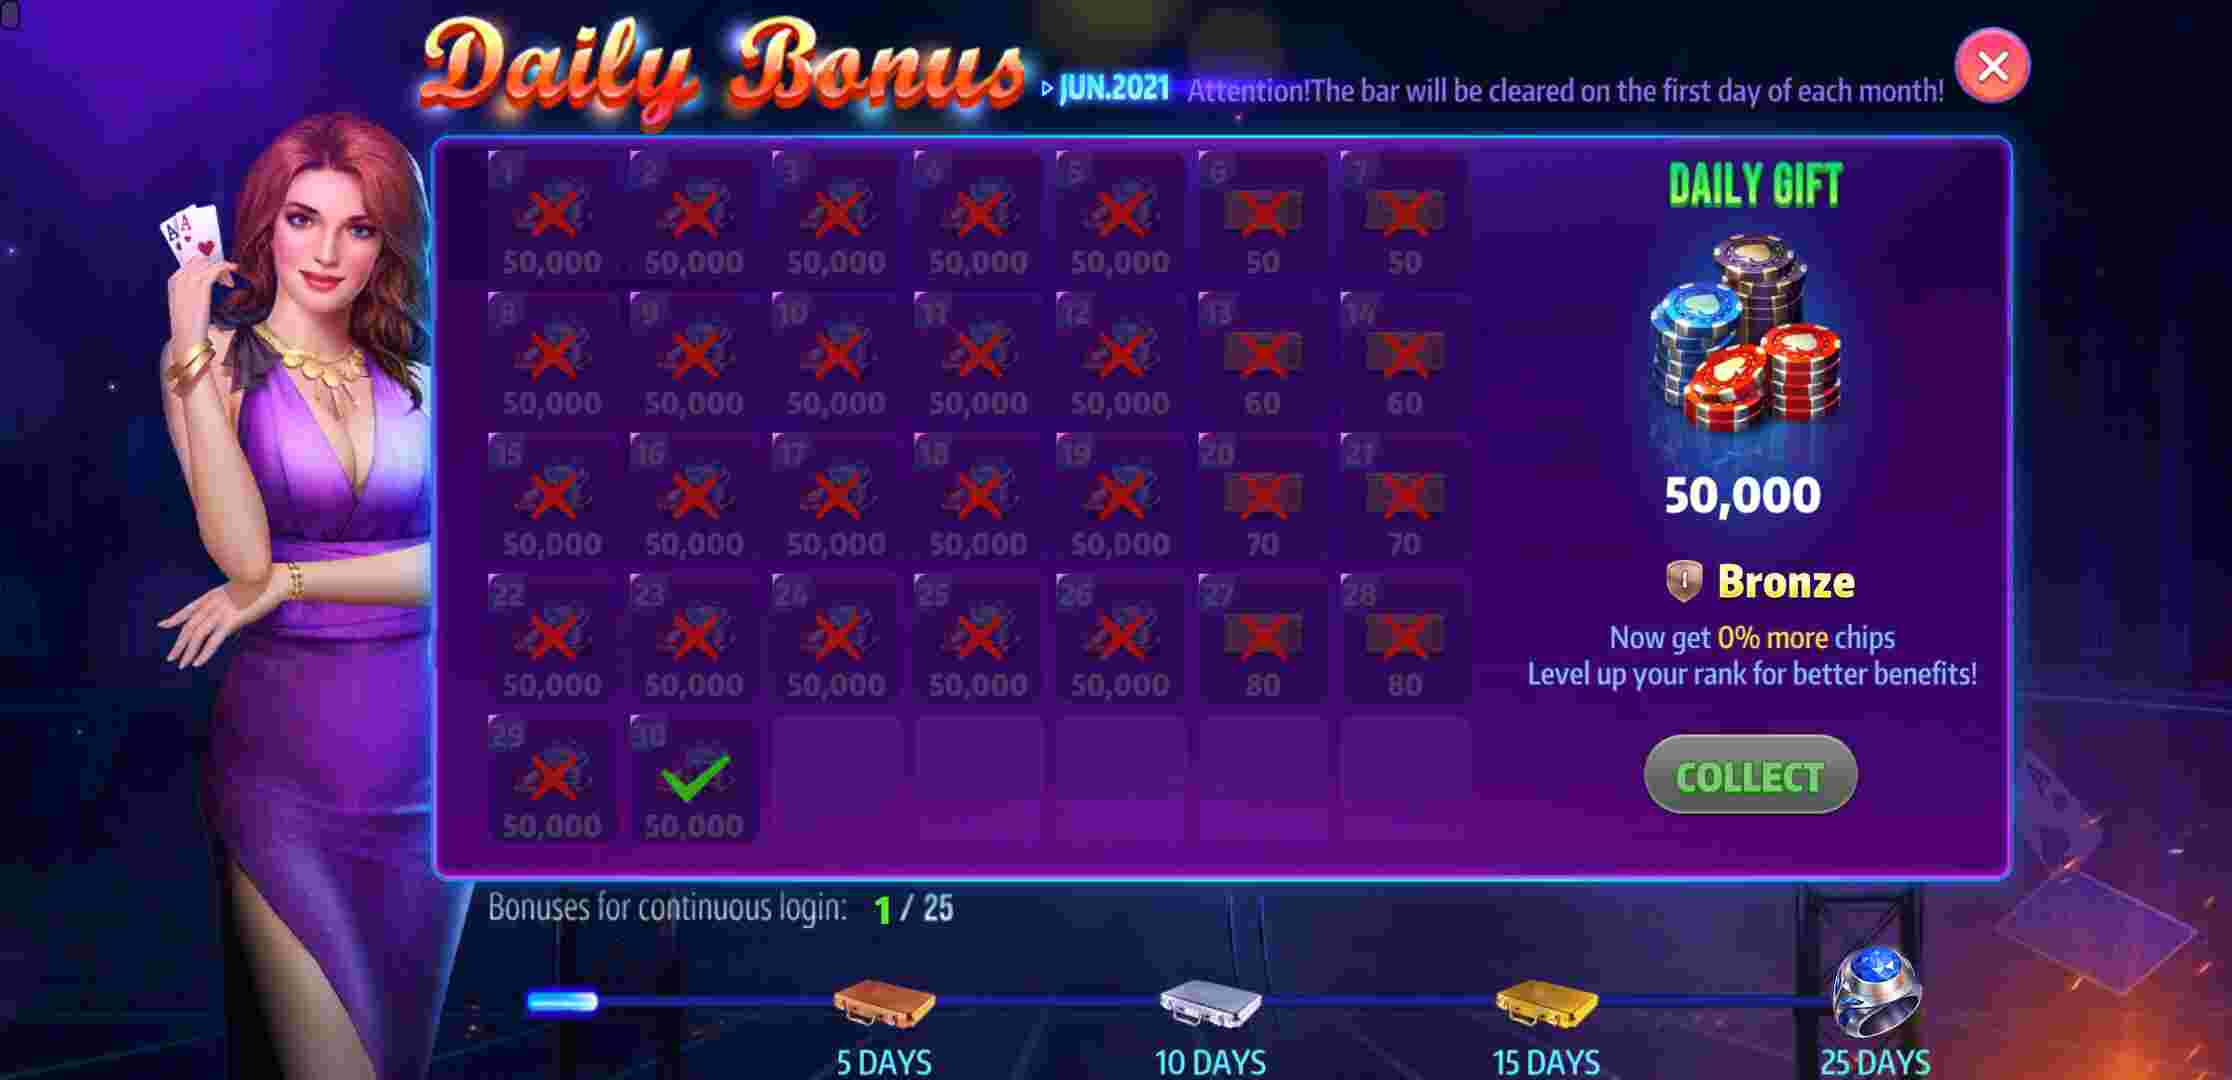 Daily Bonus
JUN.2021
Attention!The bar will be cleared on the first day of each month!
A A
1 2 3 4 5 6 7
50,000 50,000 50,000 50,000 50,000 50 50
8 9 10 11 12 13 14
50,000 50,000 50,000 50,000 50,000 60 60
15 16 17 18 19 20 21
50,000 50,000 50,000 50,000 50,000 70 70
22 23 24 25 26 27 28
50,000 50,000 50,000 50,000 50,000 80 80
29 30
50,000 50,000
DAILY GIFT
50,000
Bronze
Now get 0% more chips
Level up your rank for better benefits!
COLLECT
Bonuses for continuous login: 1 / 25
5 DAYS 10 DAYS 15 DAYS 25 DAYS